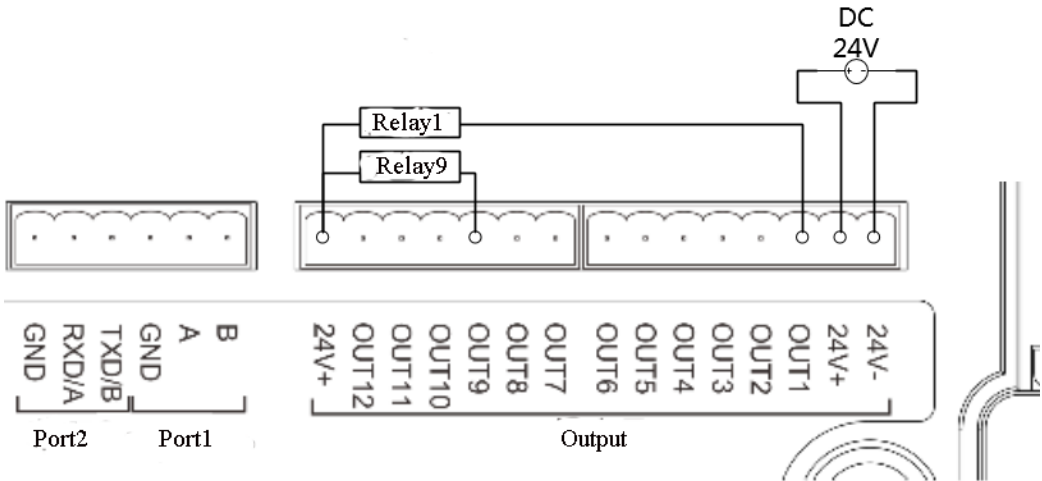 DC
24V
Relay1
Relay9
GND
RXD/A
TXD/B
GND
A
B
24V+
OUT12
OUT11
OUT10
OUT9
OUT8
OUT7
OUT6
OUT5
OUT4
OUT3
OUT2
OUT1
24V+
24V-
Port2
Port1
Output